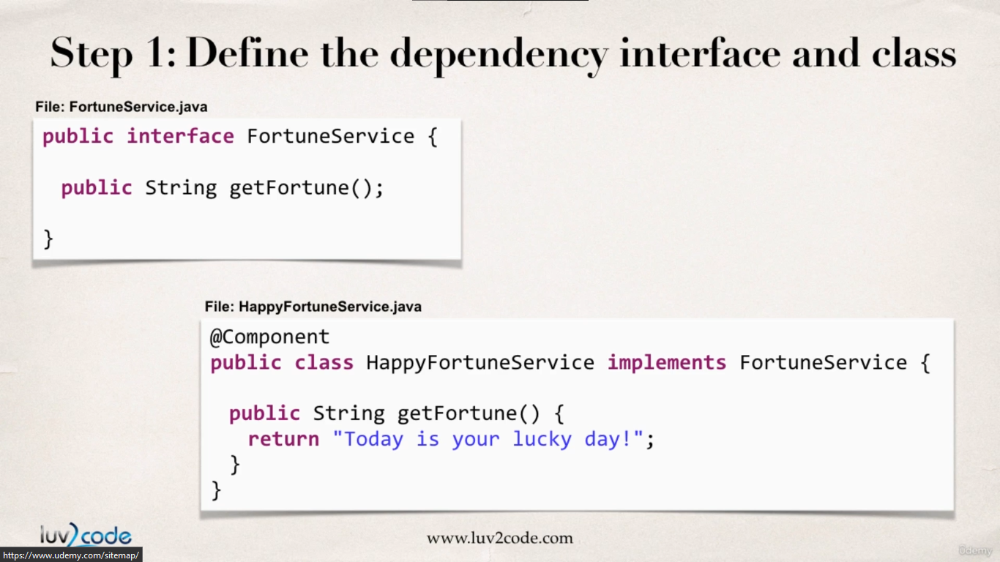 Step 1: Define the dependency interface and class
File: FortuneService.java
public interface FortuneService {
public String getFortune();
}
File: HappyFortuneService.java
@Component
public class HappyFortuneService implements FortuneService {
public String getFortune() {
return "Today is your lucky day!";
}
}
luv2code
www.luv2code.com
https://www.udemy.com/sitemap/
ûdemy